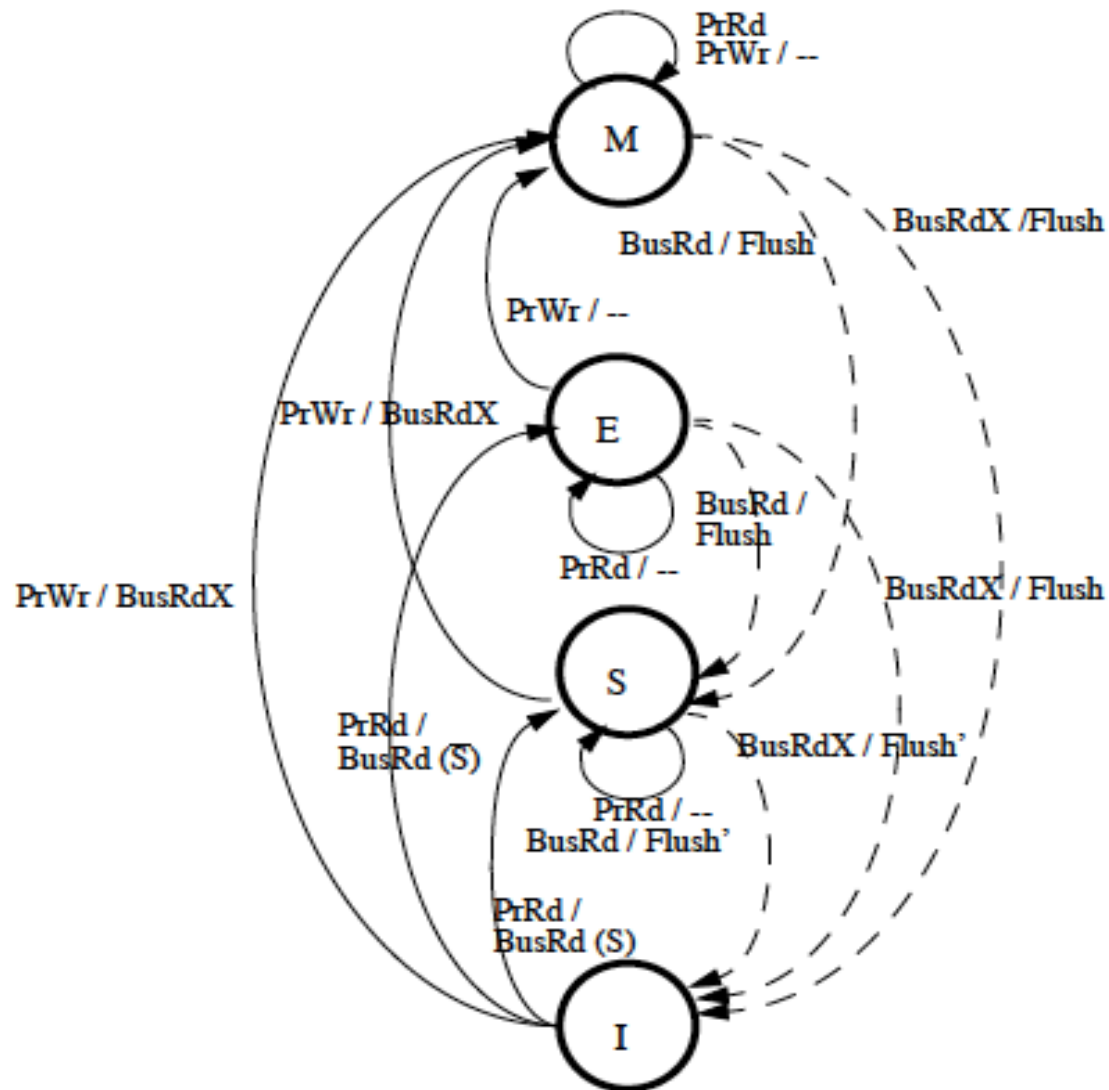 PrRd
PrWr / --
M
BusRdX /Flush
BusRd / Flush
PrWr / --
PrWr / BusRdX
E
BusRd /
Flush
PrRd / --
BusRdX / Flush
PrWr / BusRdX
S
PrRd /
BusRd (S̅)
BusRdX / Flush’
PrRd / --
BusRd / Flush’
PrRd /
BusRd (S)
I